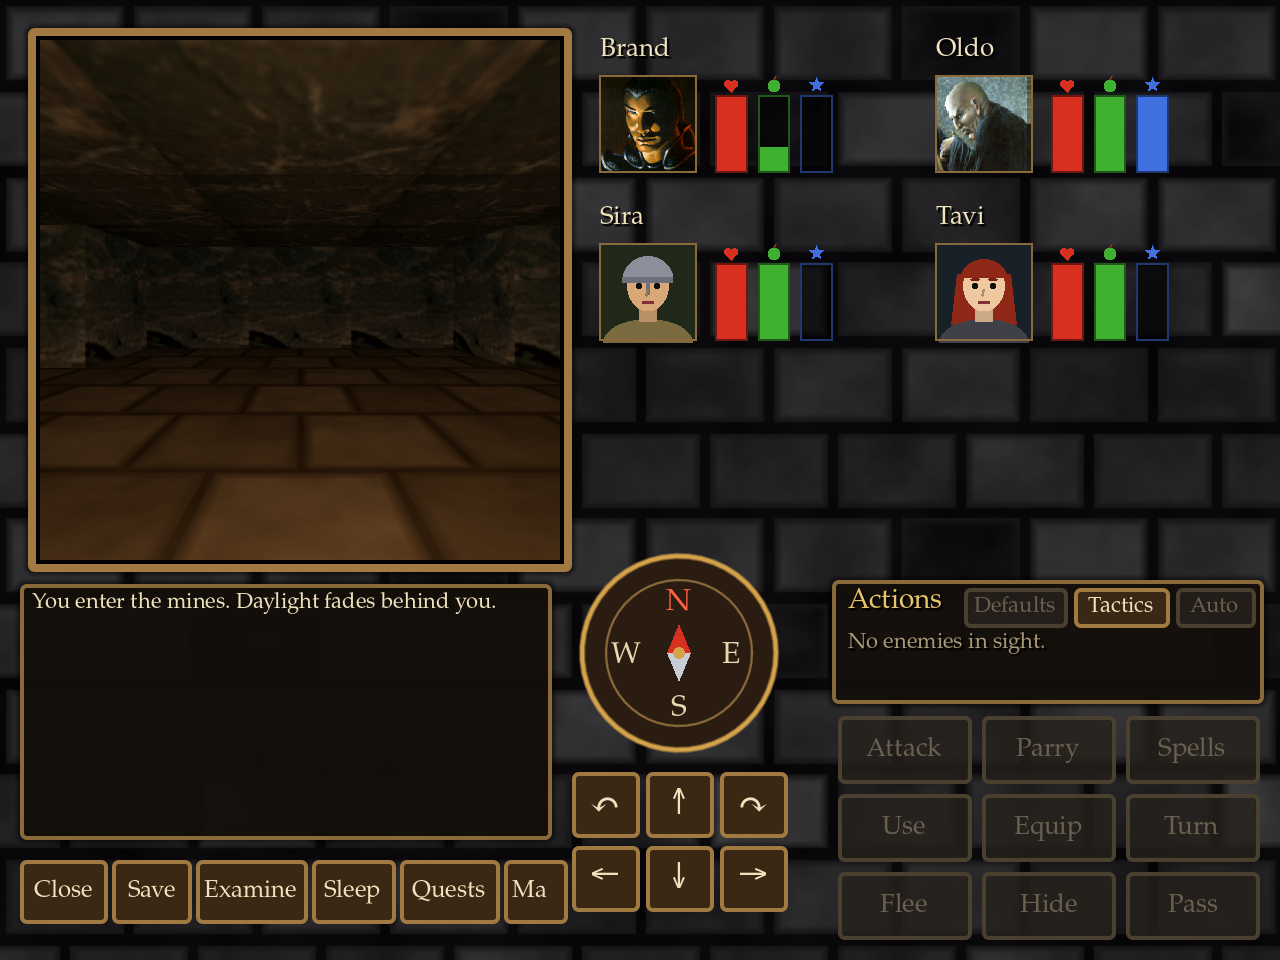 Brand
Oldo
Sira
Tavi
You enter the mines. Daylight fades behind you.
N
W E
S
Actions Defaults Tactics Auto
No enemies in sight.
Attack Parry Spells
Use Equip Turn
Flee Hide Pass
Close Save Examine Sleep Quests Ma